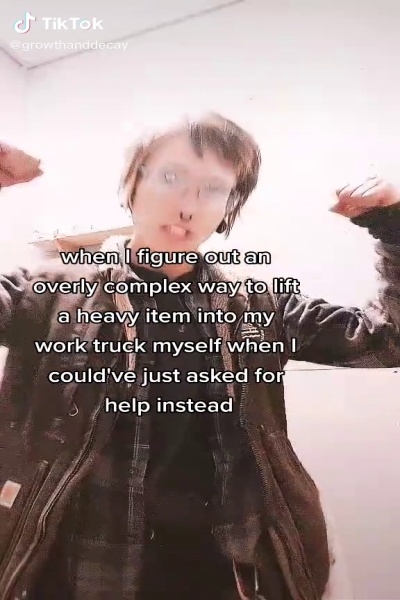 TikTok
@growthanddecay
when I figure out an
overly complex way to lift
a heavy item into my
work truck myself when I
could've just asked for
help instead